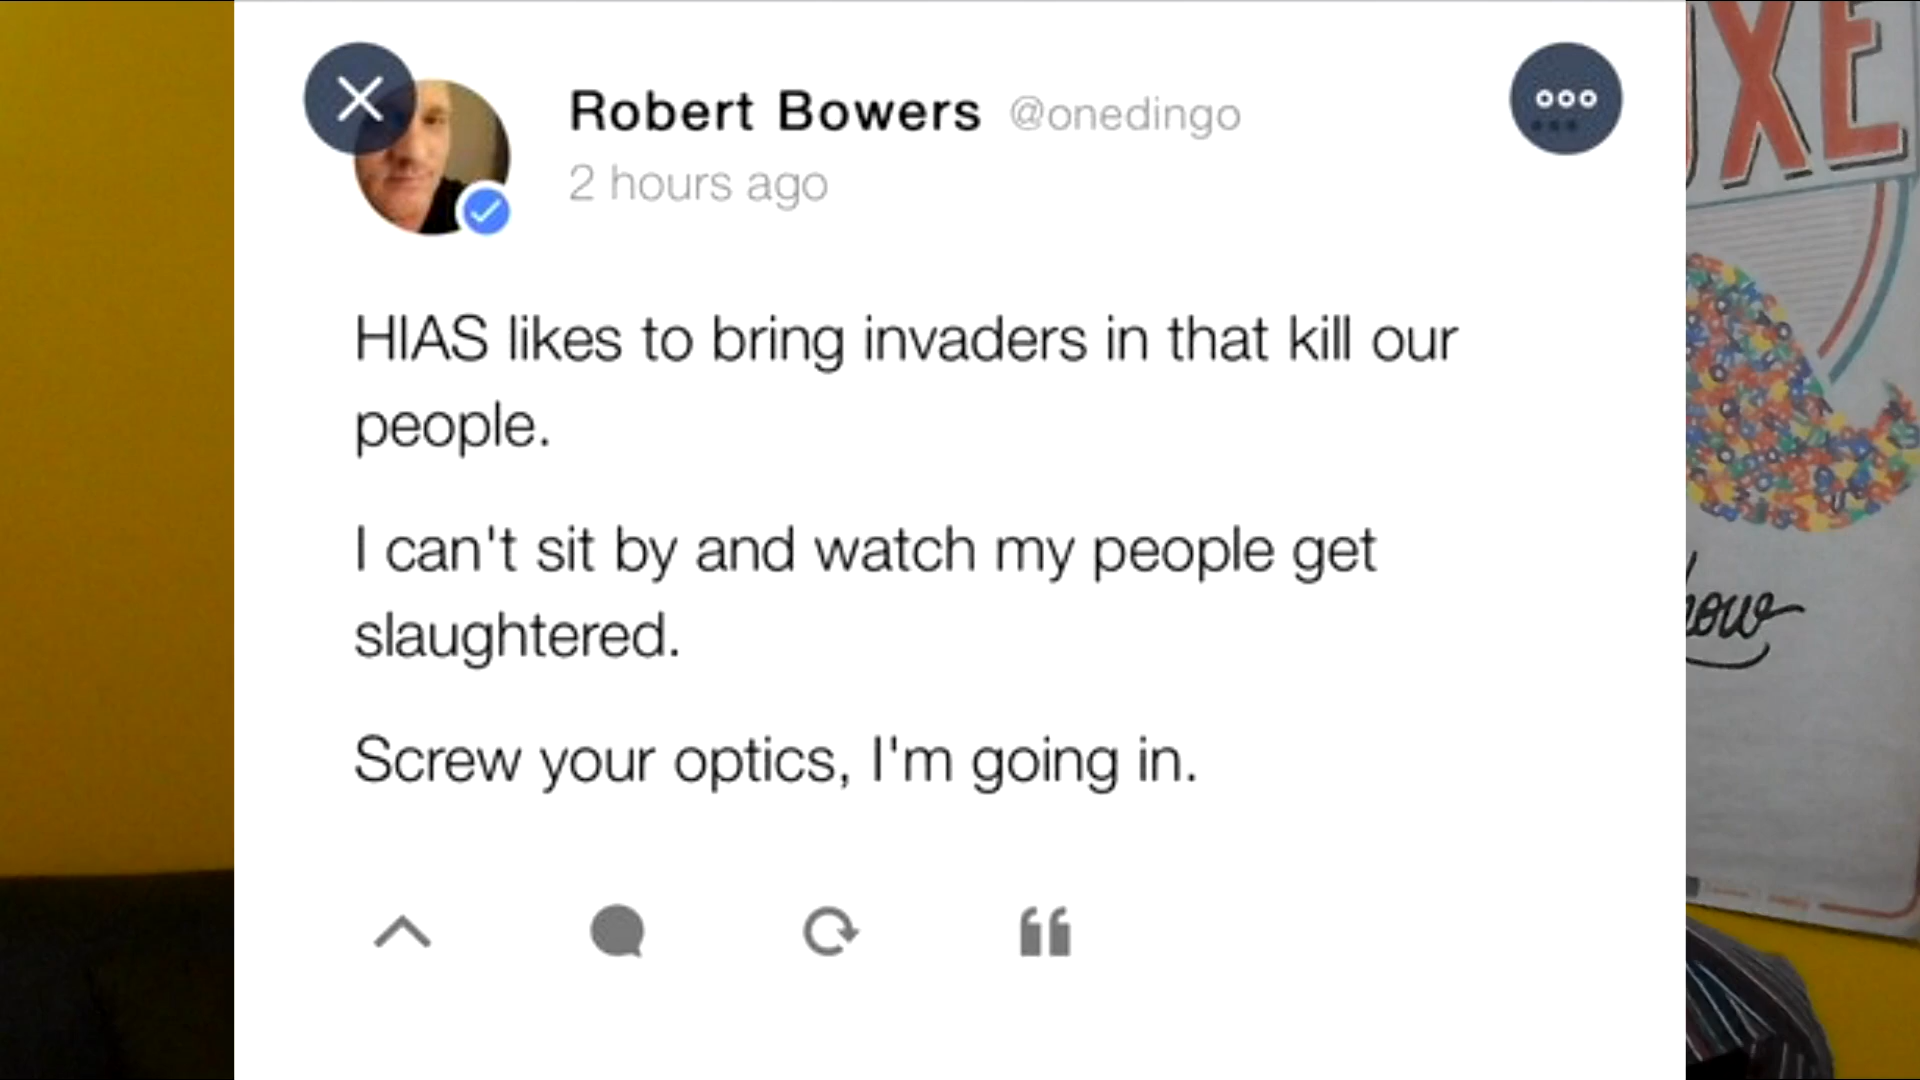 Robert Bowers @onedingo
2 hours ago
HIAS likes to bring invaders in that kill our
people.
I can't sit by and watch my people get
slaughtered.
Screw your optics, I'm going in.
XE